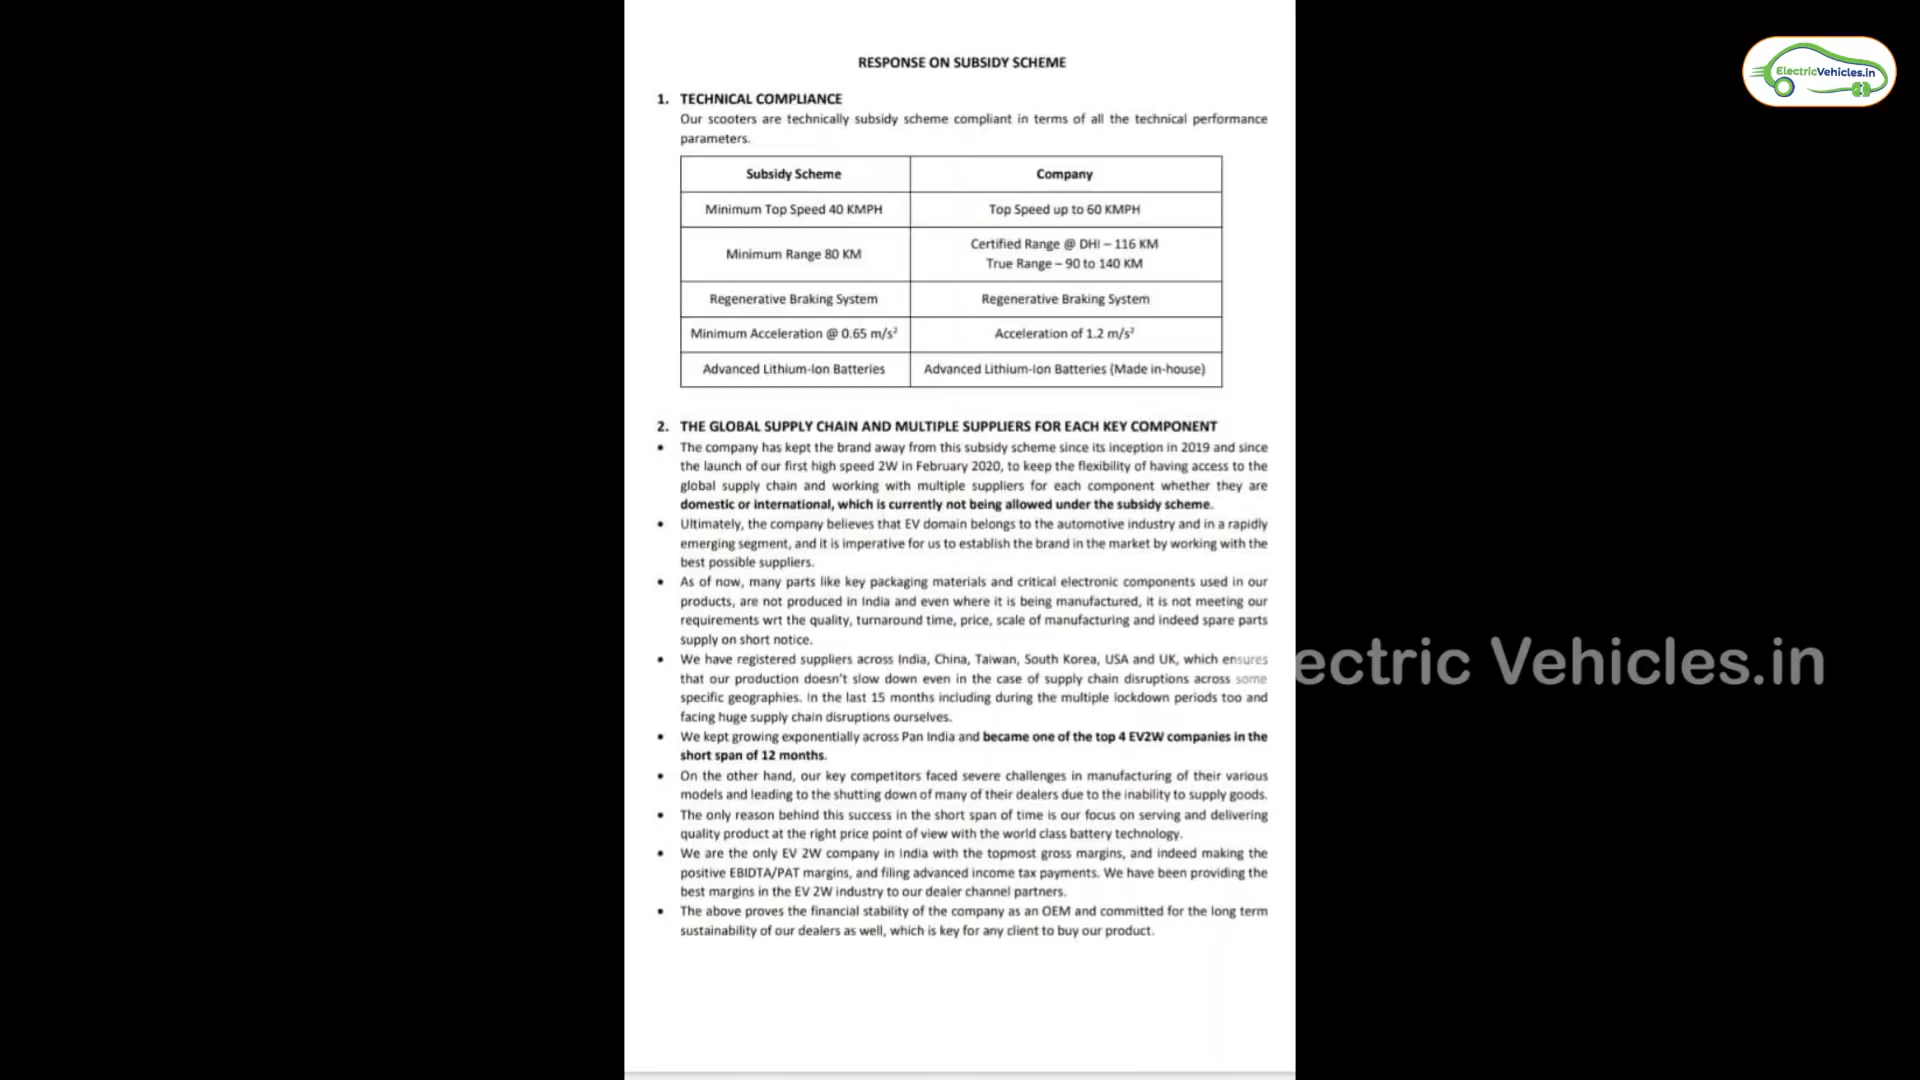 RESPONSE ON SUBSIDY SCHEME
ElectricVehicles.in
1. TECHNICAL COMPLIANCE
Our scooters are technically subsidy scheme compliant in terms of all the technical performance
parameters.
Subsidy Scheme Company
Minimum Top Speed 40 KMPH Top Speed up to 60 KMPH
Minimum Range 80 KM Certified Range @ DHI – 116 KM
True Range – 90 to 140 KM
Regenerative Braking System Regenerative Braking System
Minimum Acceleration @ 0.65 m/s² Acceleration of 1.2 m/s²
Advanced Lithium-Ion Batteries Advanced Lithium-Ion Batteries (Made in-house)
2. THE GLOBAL SUPPLY CHAIN AND MULTIPLE SUPPLIERS FOR EACH KEY COMPONENT
• The company has kept the brand away from this subsidy scheme since its inception in 2019 and since
the launch of our first high speed 2W in February 2020, to keep the flexibility of having access to the
global supply chain and working with multiple suppliers for each component whether they are
domestic or international, which is currently not being allowed under the subsidy scheme.
• Ultimately, the company believes that EV domain belongs to the automotive industry and in a rapidly
emerging segment, and it is imperative for us to establish the brand in the market by working with the
best possible suppliers.
• As of now, many parts like key packaging materials and critical electronic components used in our
products, are not produced in India and even where it is being manufactured, it is not meeting our
requirements wrt the quality, turnaround time, price, scale of manufacturing and indeed spare parts
supply on short notice.
• We have registered suppliers across India, China, Taiwan, South Korea, USA and UK, which ensures
that our production doesn't slow down even in the case of supply chain disruptions across some
specific geographies. In the last 15 months including during the multiple lockdown periods too and
facing huge supply chain disruptions ourselves.
• We kept growing exponentially across Pan India and became one of the top 4 EV2W companies in the
short span of 12 months.
• On the other hand, our key competitors faced severe challenges in manufacturing of their various
models and leading to the shutting down of many of their dealers due to the inability to supply goods.
• The only reason behind this success in the short span of time is our focus on serving and delivering
quality product at the right price point of view with the world class battery technology.
• We are the only EV 2W company in India with the topmost gross margins, and indeed making the
positive EBIDTA/PAT margins, and filing advanced income tax payments. We have been providing the
best margins in the EV 2W industry to our dealer channel partners.
• The above proves the financial stability of the company as an OEM and committed for the long term
sustainability of our dealers as well, which is key for any client to buy our product.
ectric Vehicles.in